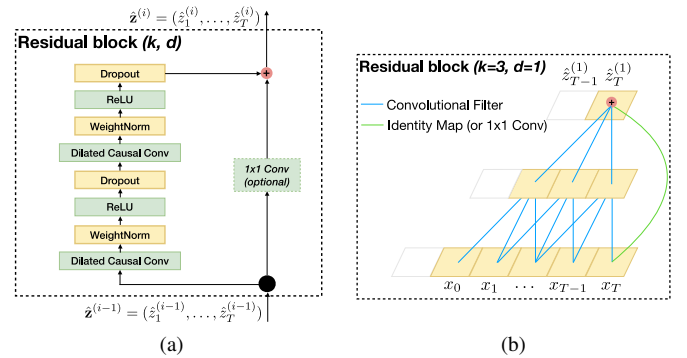 ẑ^(i) = (ẑ_1^(i), . . . , ẑ_T^(i))
Residual block (k, d)
Dropout
+
ReLU
WeightNorm
Dilated Causal Conv
1x1 Conv
(optional)
Dropout
ReLU
WeightNorm
Dilated Causal Conv
ẑ^(i−1) = (ẑ_1^(i−1), . . . , ẑ_T^(i−1))
(a)
Residual block (k=3, d=1)
ẑ_{T−1}^(1) ẑ_T^(1)
+
Convolutional Filter
Identity Map (or 1x1 Conv)
x_0 x_1 . . . x_{T−1} x_T
(b)